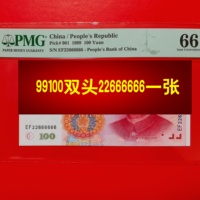 PMG
China / People's Republic
Pick# 901 1999 100 Yuan
S/N EF22666666 - People's Bank of China
66
99100双头22666666一张
EF22666666
100